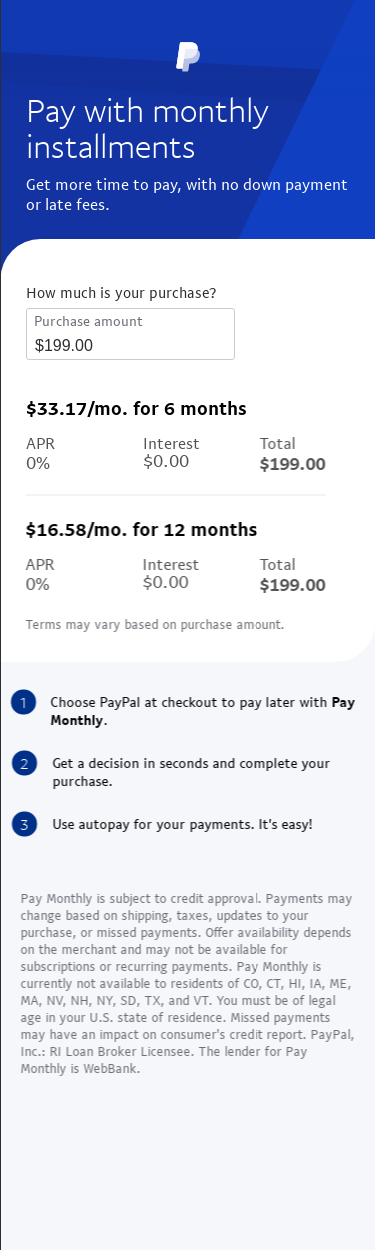 Pay with monthly
installments
Get more time to pay, with no down payment
or late fees.
How much is your purchase?
Purchase amount
$199.00
$33.17/mo. for 6 months
APR Interest Total
0% $0.00 $199.00
$16.58/mo. for 12 months
APR Interest Total
0% $0.00 $199.00
Terms may vary based on purchase amount.
1 Choose PayPal at checkout to pay later with Pay
Monthly.
2 Get a decision in seconds and complete your
purchase.
3 Use autopay for your payments. It's easy!
Pay Monthly is subject to credit approval. Payments may
change based on shipping, taxes, updates to your
purchase, or missed payments. Offer availability depends
on the merchant and may not be available for
subscriptions or recurring payments. Pay Monthly is
currently not available to residents of CO, CT, HI, IA, ME,
MA, NV, NH, NY, SD, TX, and VT. You must be of legal
age in your U.S. state of residence. Missed payments
may have an impact on consumer's credit report. PayPal,
Inc.: RI Loan Broker Licensee. The lender for Pay
Monthly is WebBank.